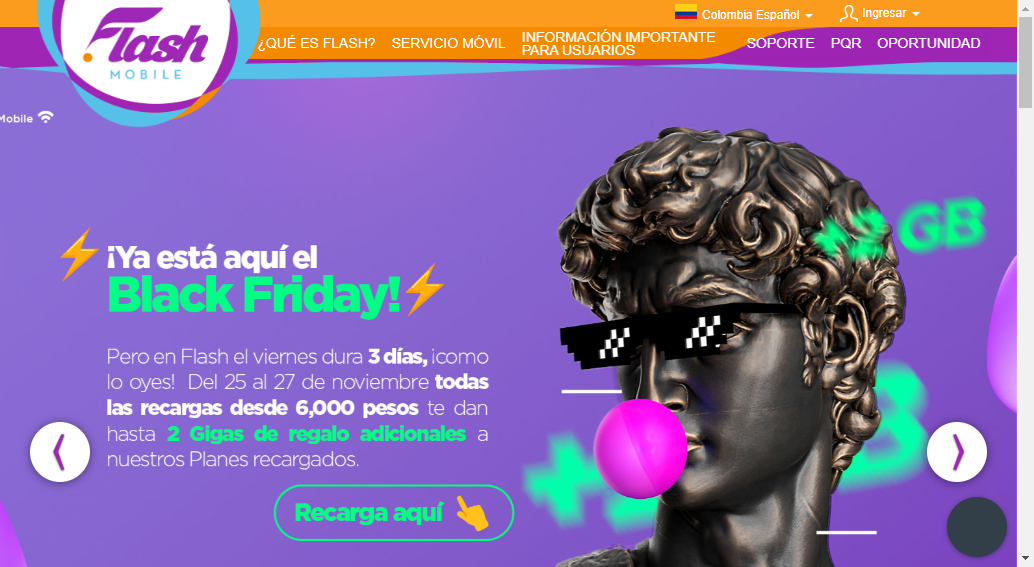 Colombia Español
Ingresar
Flash
MOBILE
¿QUÉ ES FLASH?
SERVICIO MÓVIL
INFORMACIÓN IMPORTANTE
PARA USUARIOS
SOPORTE
PQR
OPORTUNIDAD
Mobile
+2 GB
¡Ya está aquí el
Black Friday!
Pero en Flash el viernes dura 3 días, ¡como
lo oyes! Del 25 al 27 de noviembre todas
las recargas desde 6,000 pesos te dan
hasta 2 Gigas de regalo adicionales a
nuestros Planes recargados.
Recarga aquí